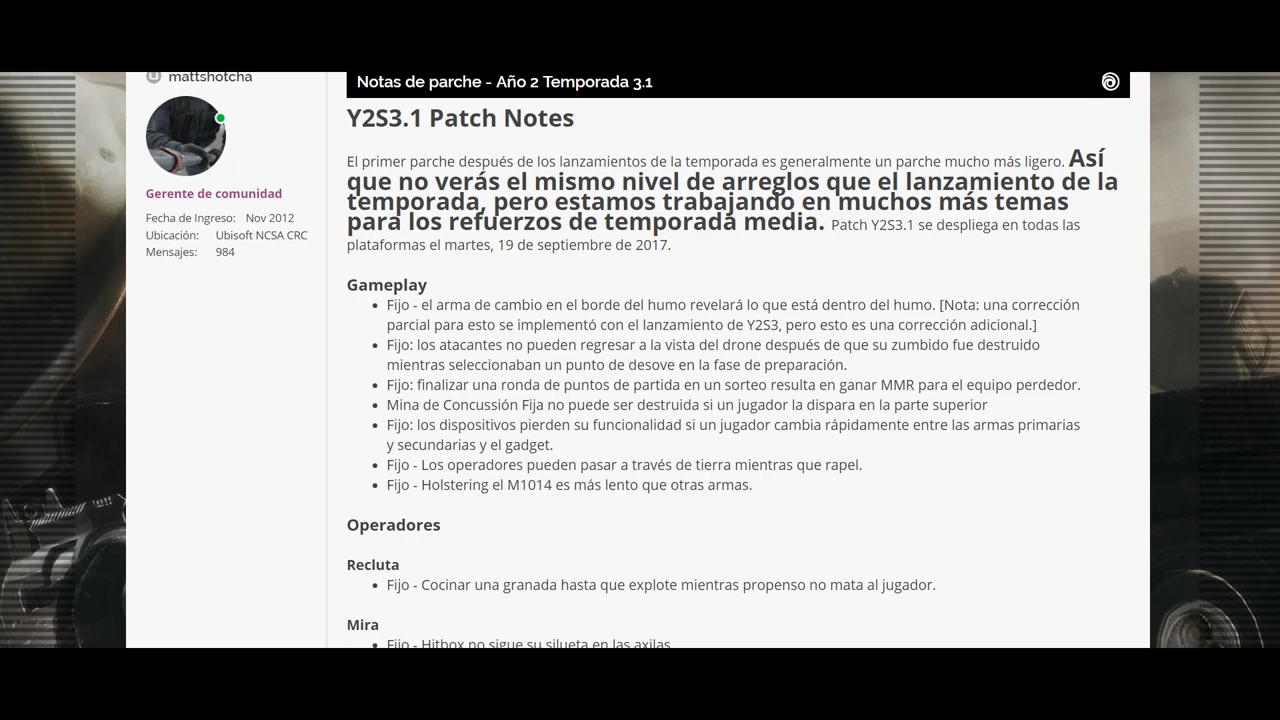 mattshotcha
Notas de parche - Año 2 Temporada 3.1
Gerente de comunidad
Fecha de Ingreso: Nov 2012
Ubicación: Ubisoft NCSA CRC
Mensajes: 984
Y2S3.1 Patch Notes
El primer parche después de los lanzamientos de la temporada es generalmente un parche mucho más ligero. Así
que no verás el mismo nivel de arreglos que el lanzamiento de la
temporada, pero estamos trabajando en muchos más temas
para los refuerzos de temporada media. Patch Y2S3.1 se despliega en todas las
plataformas el martes, 19 de septiembre de 2017.
Gameplay
• Fijo - el arma de cambio en el borde del humo revelará lo que está dentro del humo. [Nota: una corrección
parcial para esto se implementó con el lanzamiento de Y2S3, pero esto es una corrección adicional.]
• Fijo: los atacantes no pueden regresar a la vista del drone después de que su zumbido fue destruido
mientras seleccionaban un punto de desove en la fase de preparación.
• Fijo: finalizar una ronda de puntos de partida en un sorteo resulta en ganar MMR para el equipo perdedor.
• Mina de Concussión Fija no puede ser destruida si un jugador la dispara en la parte superior
• Fijo: los dispositivos pierden su funcionalidad si un jugador cambia rápidamente entre las armas primarias
y secundarias y el gadget.
• Fijo - Los operadores pueden pasar a través de tierra mientras que rapel.
• Fijo - Holstering el M1014 es más lento que otras armas.
Operadores
Recluta
• Fijo - Cocinar una granada hasta que explote mientras propenso no mata al jugador.
Mira
• Fijo - Hitbox no sigue su silueta en las axilas.